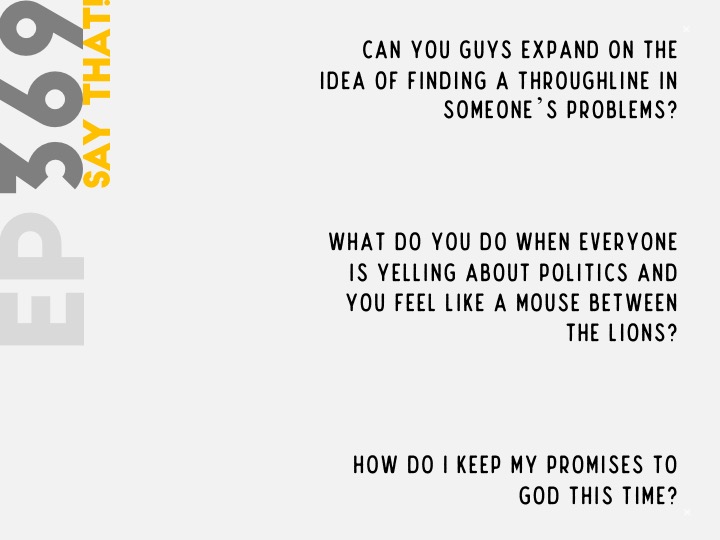 EP 369
SAY THAT!
CAN YOU GUYS EXPAND ON THE
IDEA OF FINDING A THROUGHLINE IN
SOMEONE'S PROBLEMS?
WHAT DO YOU DO WHEN EVERYONE
IS YELLING ABOUT POLITICS AND
YOU FEEL LIKE A MOUSE BETWEEN
THE LIONS?
HOW DO I KEEP MY PROMISES TO
GOD THIS TIME?